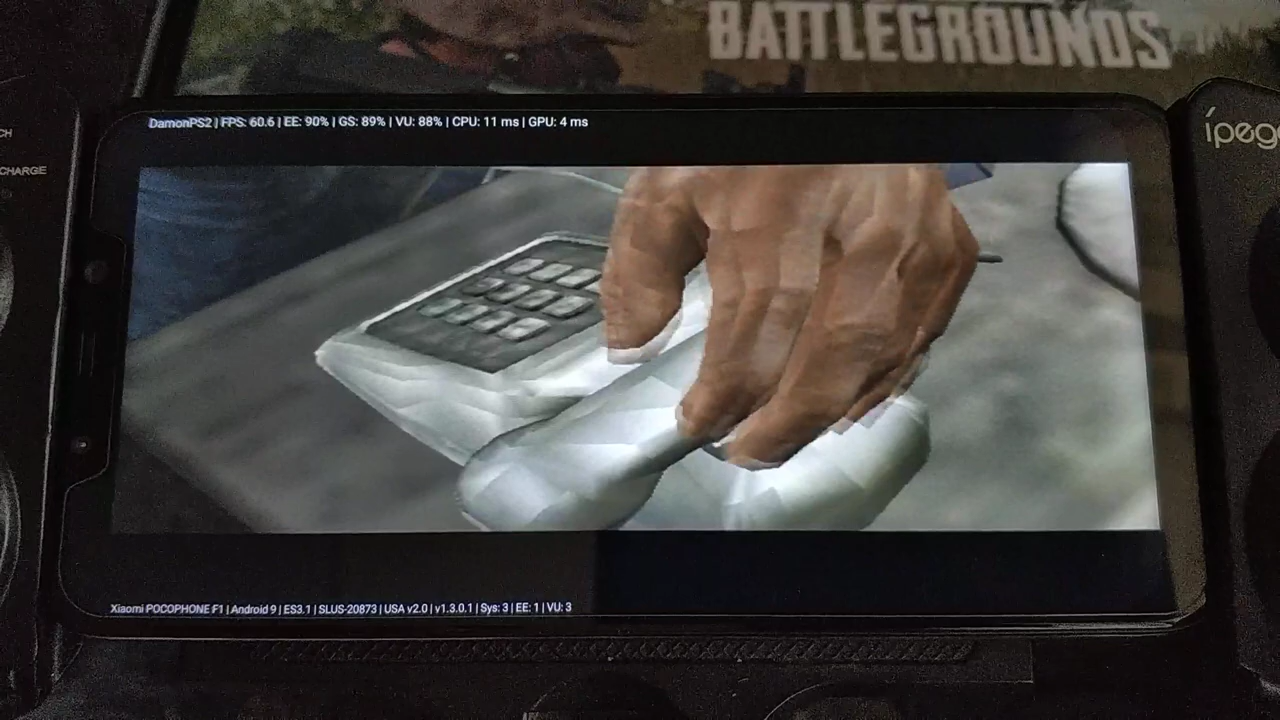 BATTLEGROUNDS
DamonPS2 | FPS: 60.6 | EE: 90% | GS: 89% | VU: 88% | CPU: 11 ms | GPU: 4 ms
ípeg
CH
CHARGE
Xiaomi POCOPHONE F1 | Android 9 | ES3.1 | SLUS-20873 | USA v2.0 | v1.3.0.1 | Sys: 3 | EE: 1 | VU: 3